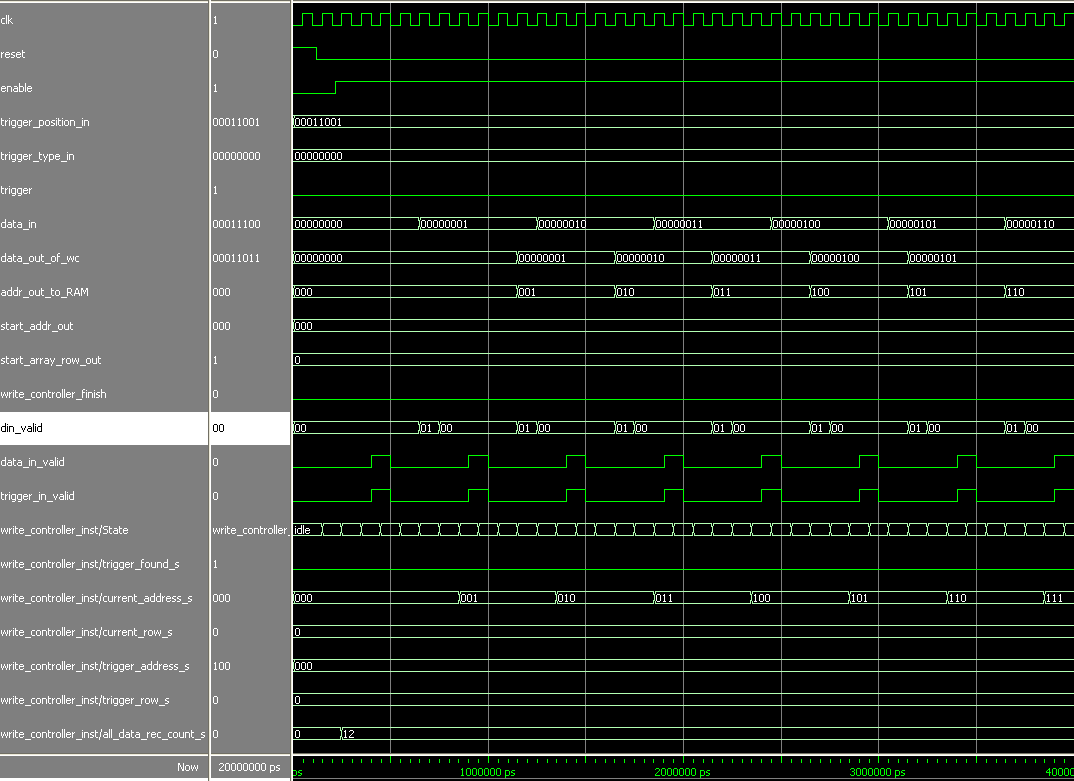 clk 1
reset 0
enable 1
trigger_position_in 00011001 00011001
trigger_type_in 00000000 00000000
trigger 1
data_in 00011100 00000000 00000001 00000010 00000011 00000100 00000101 00000110
data_out_of_wc 00011011 00000000 00000001 00000010 00000011 00000100 00000101
addr_out_to_RAM 000 000 001 010 011 100 101 110
start_addr_out 000 000
start_array_row_out 1 0
write_controller_finish 0
din_valid 00 00 01 00 01 00 01 00 01 00 01 00 01 00 01 00
data_in_valid 0
trigger_in_valid 0
write_controller_inst/State write_controller_ idle
write_controller_inst/trigger_found_s 1
write_controller_inst/current_address_s 000 000 001 010 011 100 101 110 111
write_controller_inst/current_row_s 0 0
write_controller_inst/trigger_address_s 100 000
write_controller_inst/trigger_row_s 0 0
write_controller_inst/all_data_rec_count_s 0 0 12
Now 20000000 ps ps 1000000 ps 2000000 ps 3000000 ps 40000